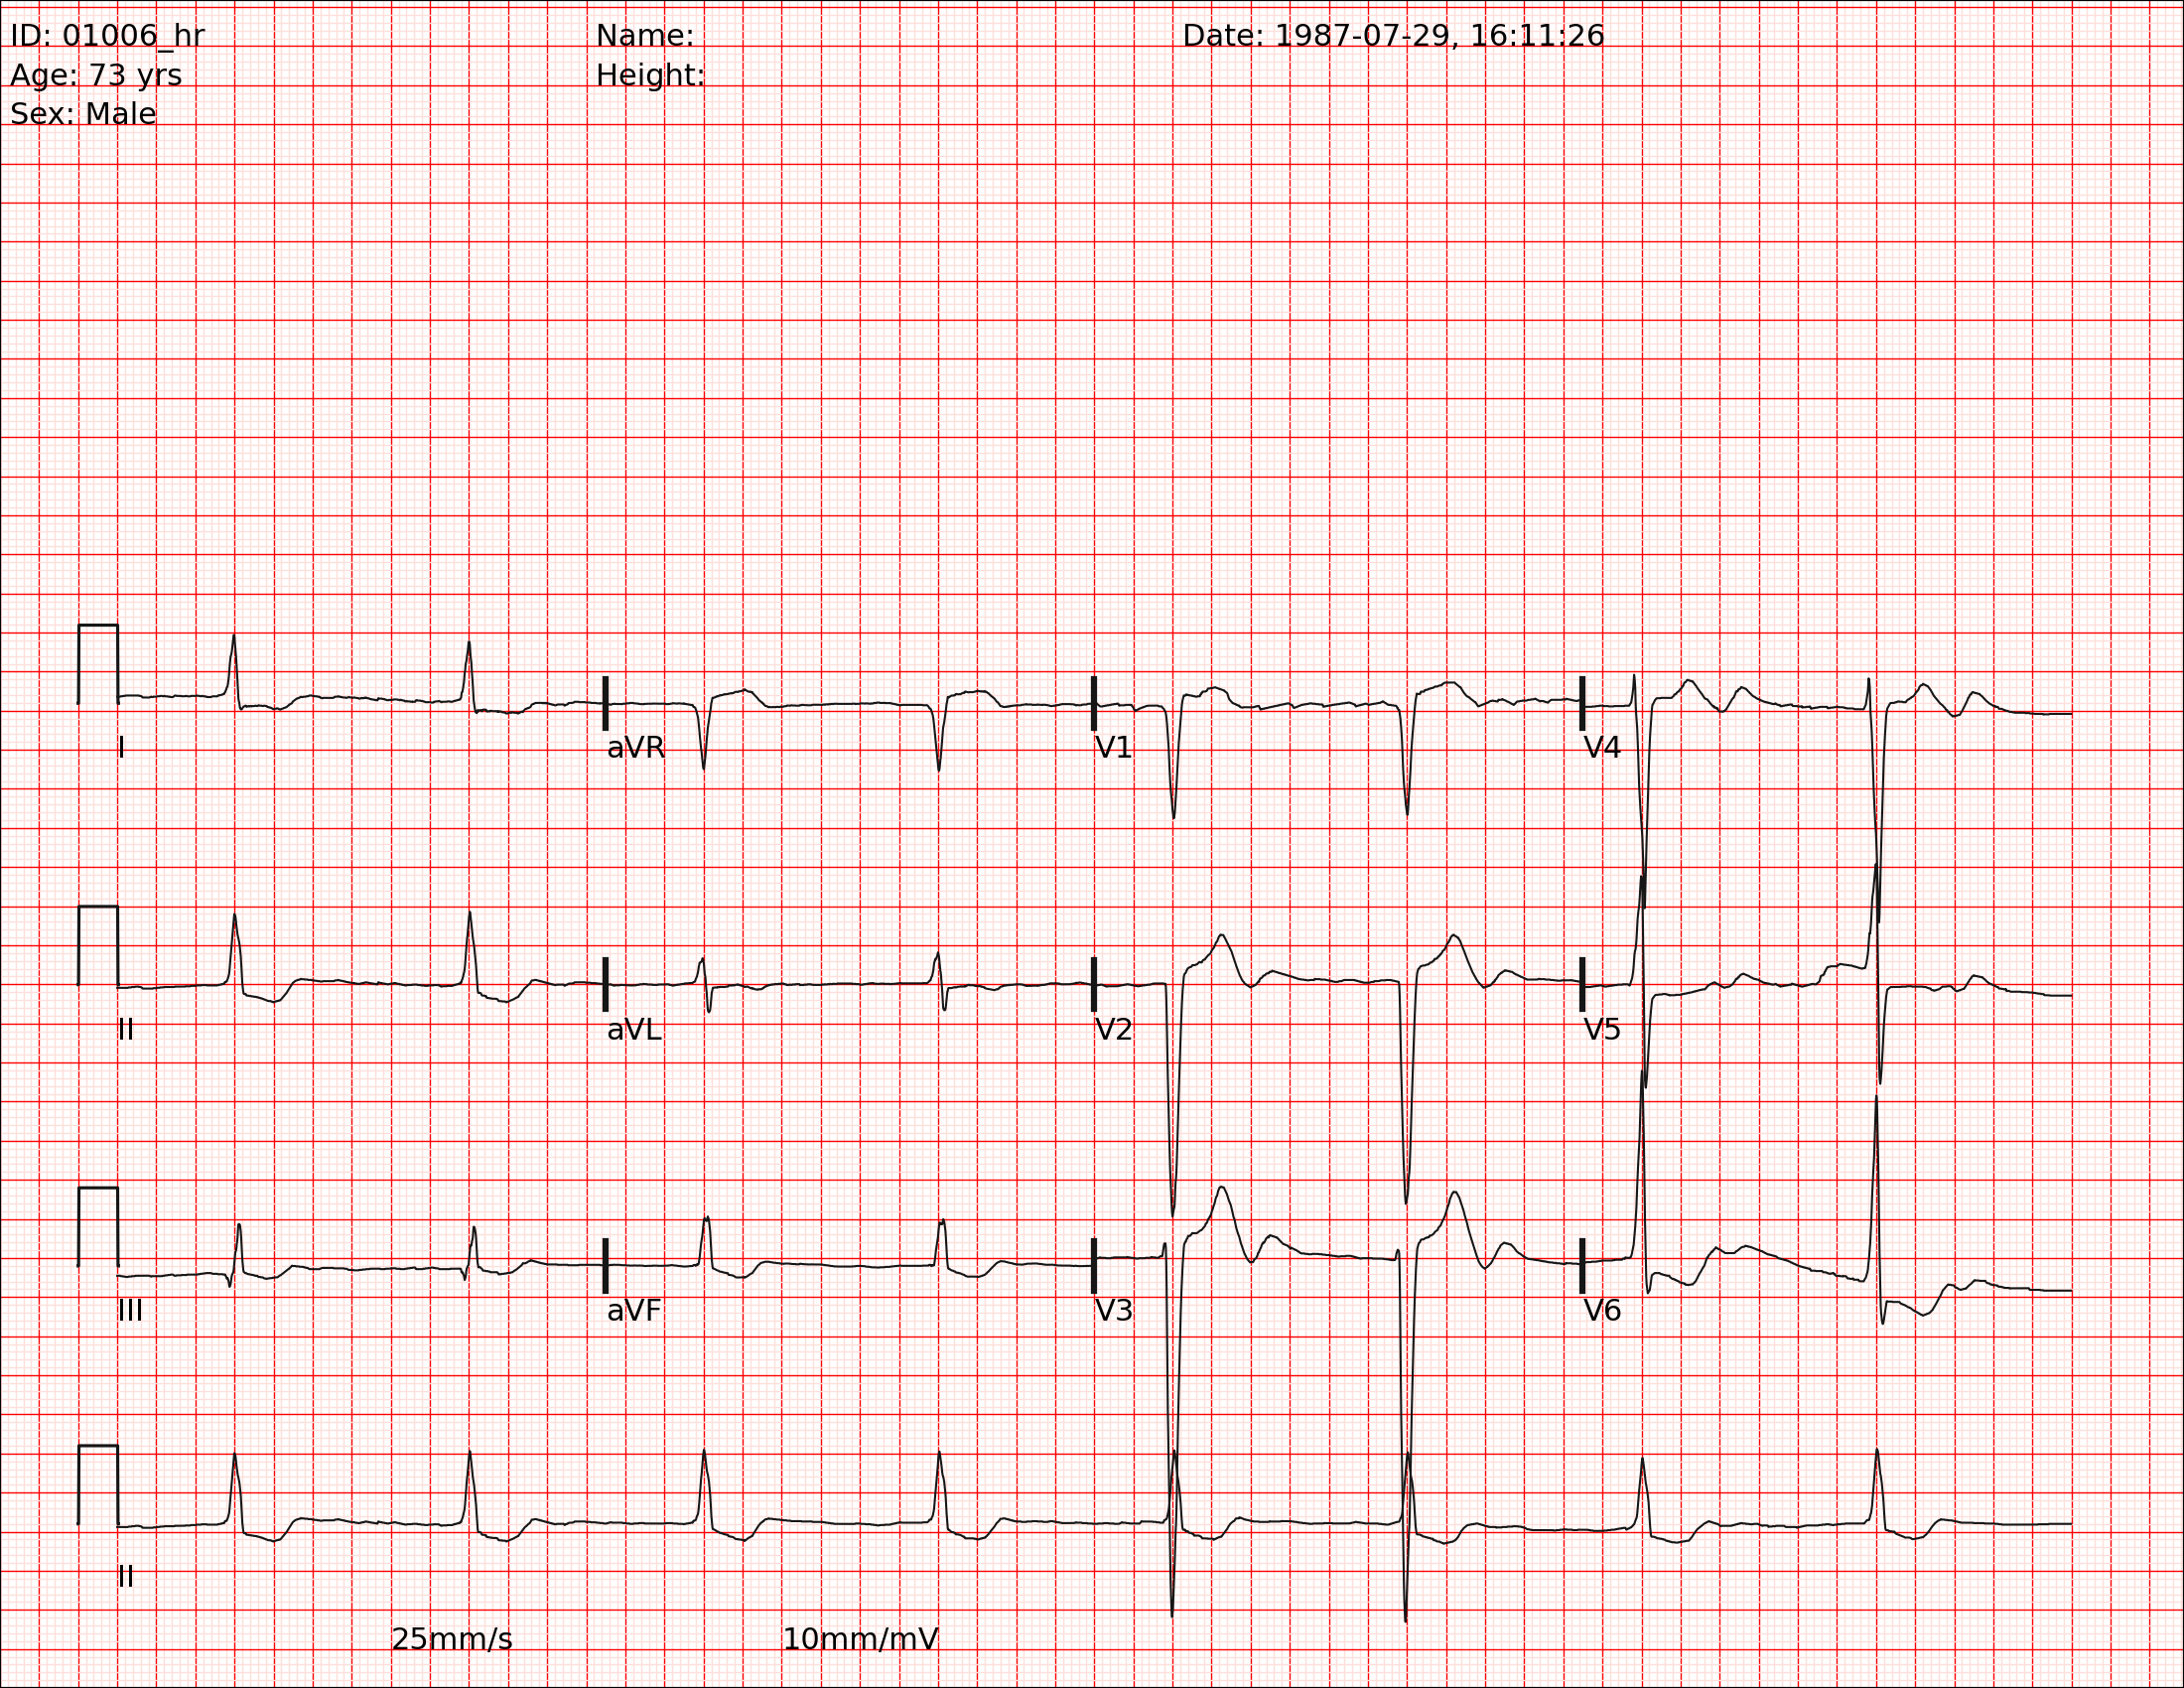 ID: 01006_hr Name: Date: 1987-07-29, 16:11:26
Age: 73 yrs Height:
Sex: Male
I aVR V1 V4
II aVL V2 V5
III aVF V3 V6
II
25mm/s 10mm/mV